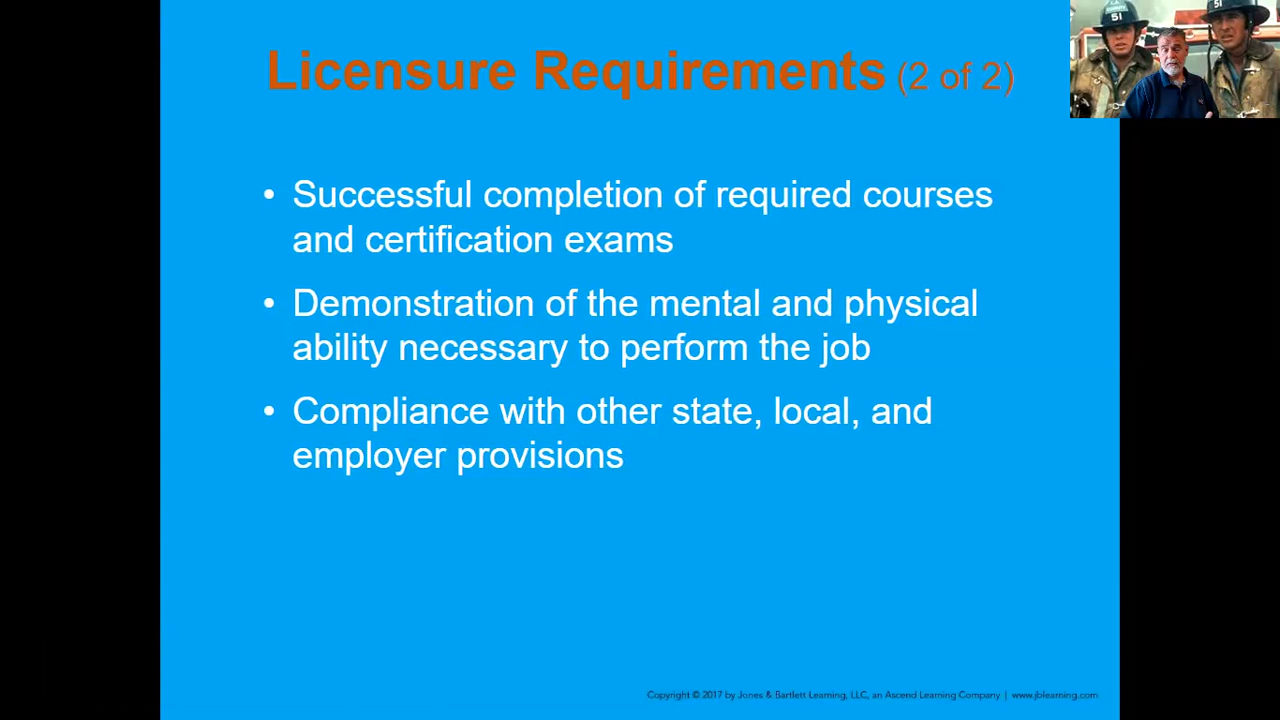 Licensure Requirements (2 of 2)
51
51
• Successful completion of required courses
and certification exams
• Demonstration of the mental and physical
ability necessary to perform the job
• Compliance with other state, local, and
employer provisions
Copyright © 2017 by Jones & Bartlett Learning, LLC, an Ascend Learning Company | www.jblearning.com